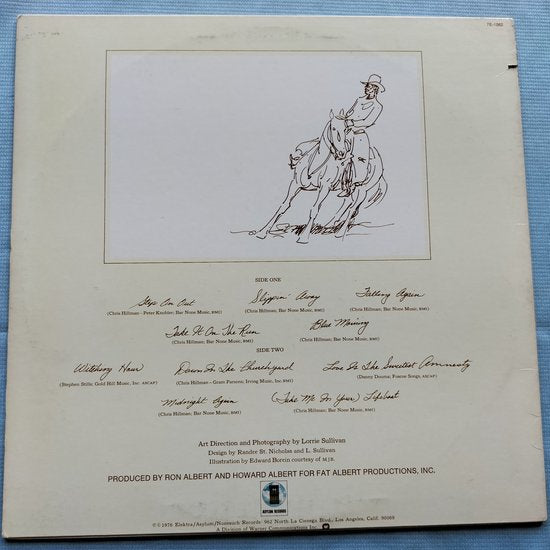 7E-1062
SIDE ONE
Step On Out Slippin' Away Falling Again
(Chris Hillman - Peter Knobler; Bar None Music, BMI) (Chris Hillman; Bar None Music, BMI) (Chris Hillman; Bar None Music, BMI)
Take It On The Run Blue Morning
(Chris Hillman; Bar None Music, BMI) (Chris Hillman; Bar None Music, BMI)
SIDE TWO
Witching Hour Down In The Churchyard Love Is The Sweetest Amnesty
(Stephen Stills; Gold Hill Music, Inc. ASCAP) (Chris Hillman - Gram Parsons; Irving Music, Inc. BMI) (Danny Douma; Fuscoe Songs, ASCAP)
Midnight Again (Take Me In Your) Lifeboat
(Chris Hillman; Bar None Music, BMI) (Chris Hillman; Bar None Music, BMI)
Art Direction and Photography by Lorrie Sullivan
Design by Randee St. Nicholas and L. Sullivan
Illustration by Edward Borein courtesy of M.J.B.
PRODUCED BY RON ALBERT AND HOWARD ALBERT FOR FAT ALBERT PRODUCTIONS, INC.
ASYLUM RECORDS
© ℗ 1976 Elektra/Asylum/Nonesuch Records 962 North La Cienega Blvd., Los Angeles, Calif. 90069
A Division of Warner Communications Inc.